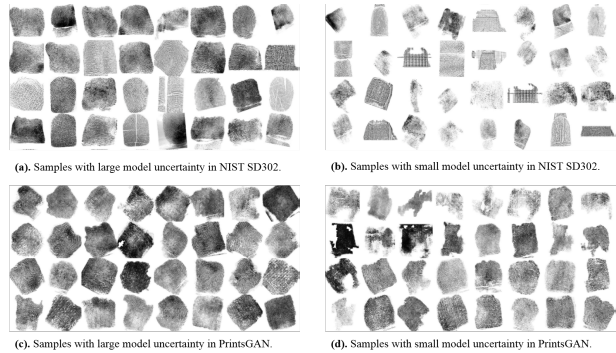 (a). Samples with large model uncertainty in NIST SD302.
(b). Samples with small model uncertainty in NIST SD302.
(c). Samples with large model uncertainty in PrintsGAN.
(d). Samples with small model uncertainty in PrintsGAN.